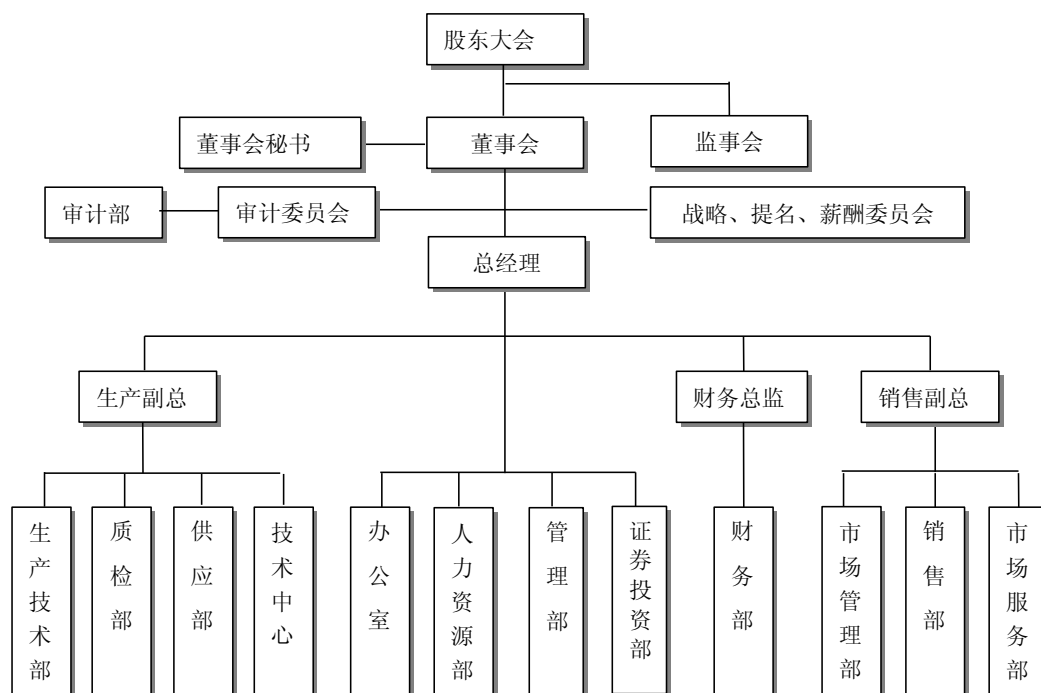 股东大会
董事会秘书
董事会
监事会
审计部
审计委员会
战略、提名、薪酬委员会
总经理
生产副总
财务总监
销售副总
生产技术部
质检部
供应部
技术中心
办公室
人力资源部
管理部
证券投资部
财务部
市场管理部
销售部
市场服务部